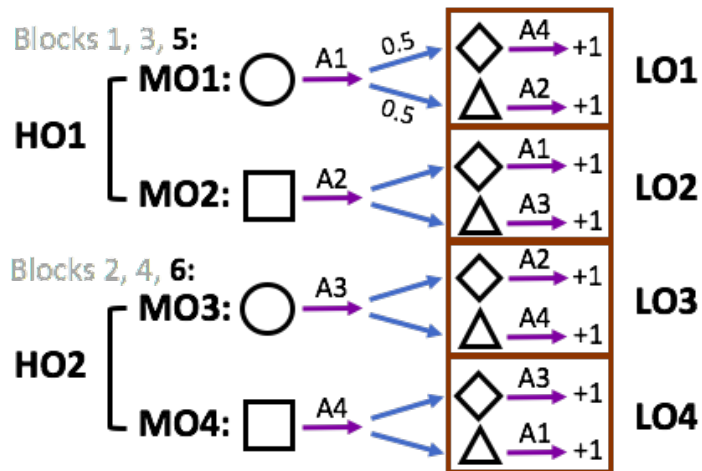 Blocks 1, 3, 5:
HO1
MO1: A1 0.5 0.5 A4 +1 A2 +1 LO1
MO2: A2 A1 +1 A3 +1 LO2
Blocks 2, 4, 6:
HO2
MO3: A3 A2 +1 A4 +1 LO3
MO4: A4 A3 +1 A1 +1 LO4